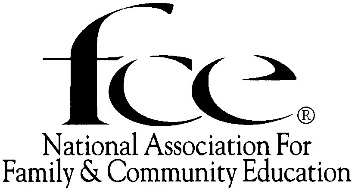 fce®
National Association For
Family & Community Education